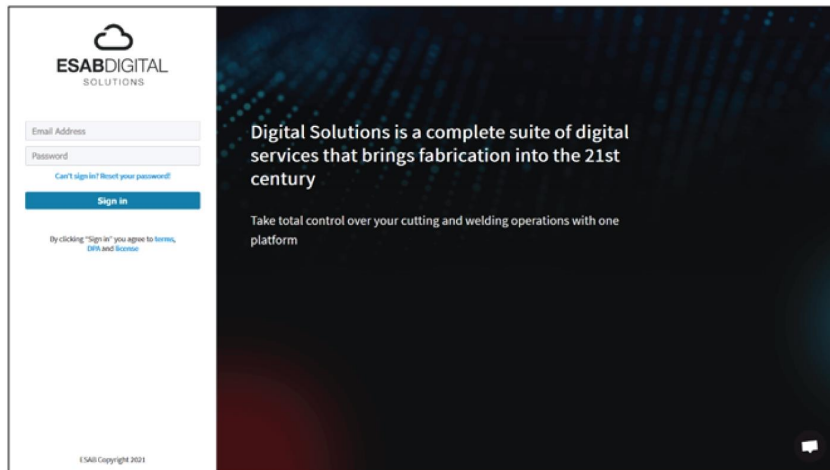 ESABDIGITAL
SOLUTIONS
Email Address
Password
Can't sign in? Reset your password!
Sign in
By clicking "Sign in" you agree to terms,
DPA and license
ESAB Copyright 2021
Digital Solutions is a complete suite of digital
services that brings fabrication into the 21st
century
Take total control over your cutting and welding operations with one
platform